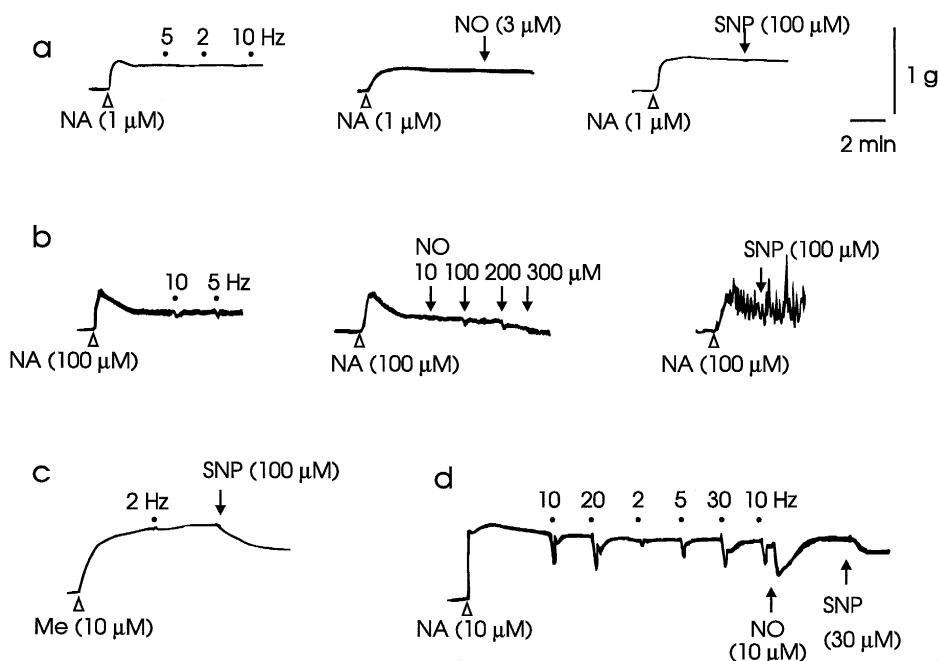 a
5 2 10 Hz
NA (1 µM)
NO (3 µM)
NA (1 µM)
SNP (100 µM)
NA (1 µM)
1 g
2 min
b
10 5 Hz
NA (100 µM)
NO
10 100 200 300 µM
NA (100 µM)
SNP (100 µM)
NA (100 µM)
c
2 Hz
SNP (100 µM)
Me (10 µM)
d
10 20 2 5 30 10 Hz
NA (10 µM)
NO
(10 µM)
SNP
(30 µM)